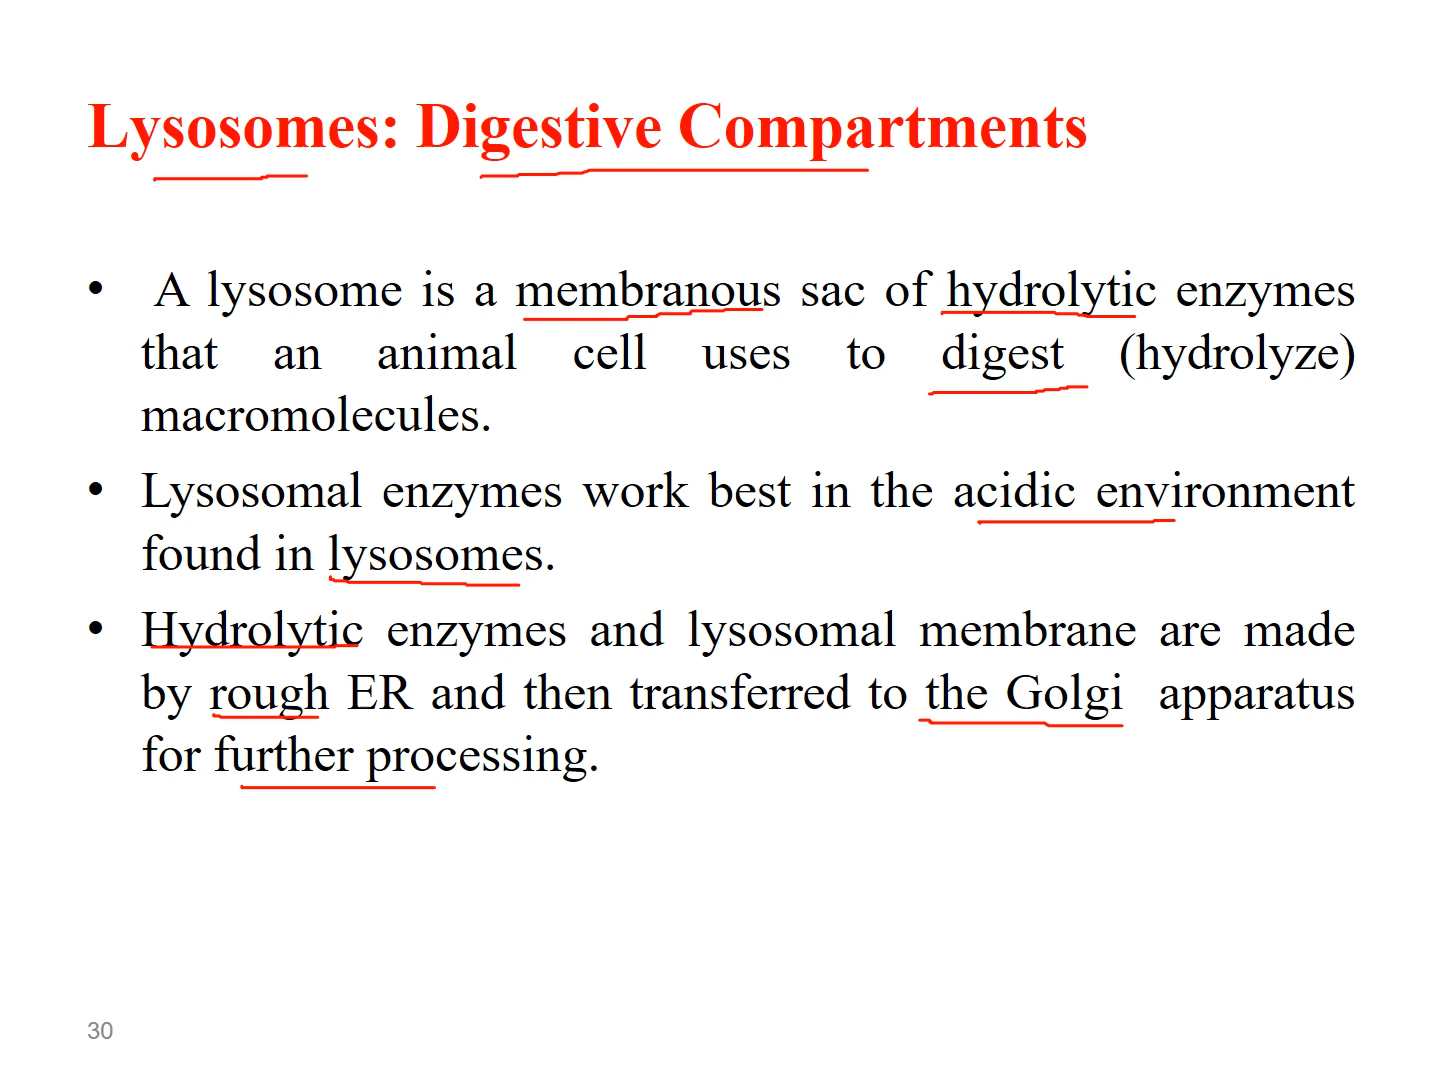 Lysosomes: Digestive Compartments
• A lysosome is a membranous sac of hydrolytic enzymes
that an animal cell uses to digest (hydrolyze)
macromolecules.
• Lysosomal enzymes work best in the acidic environment
found in lysosomes.
• Hydrolytic enzymes and lysosomal membrane are made
by rough ER and then transferred to the Golgi apparatus
for further processing.
30